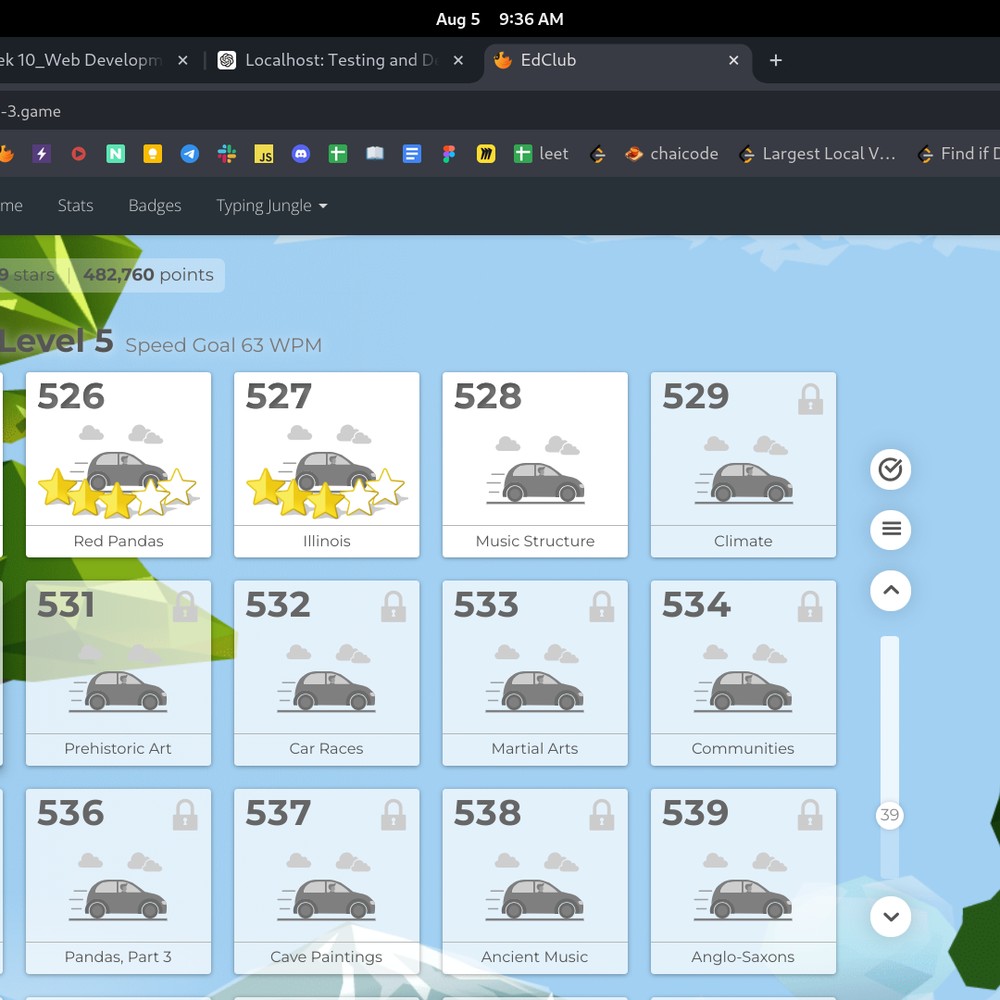 Aug 5 9:36 AM
ek 10_Web Developm
Localhost: Testing and D
EdClub
-3.game
JS
leet
chaicode
Largest Local V...
Find if D
me Stats Badges Typing Jungle
9 stars | 482,760 points
Level 5 Speed Goal 63 WPM
526 527 528 529
Red Pandas Illinois Music Structure Climate
531 532 533 534
Prehistoric Art Car Races Martial Arts Communities
39
536 537 538 539
Pandas, Part 3 Cave Paintings Ancient Music Anglo-Saxons